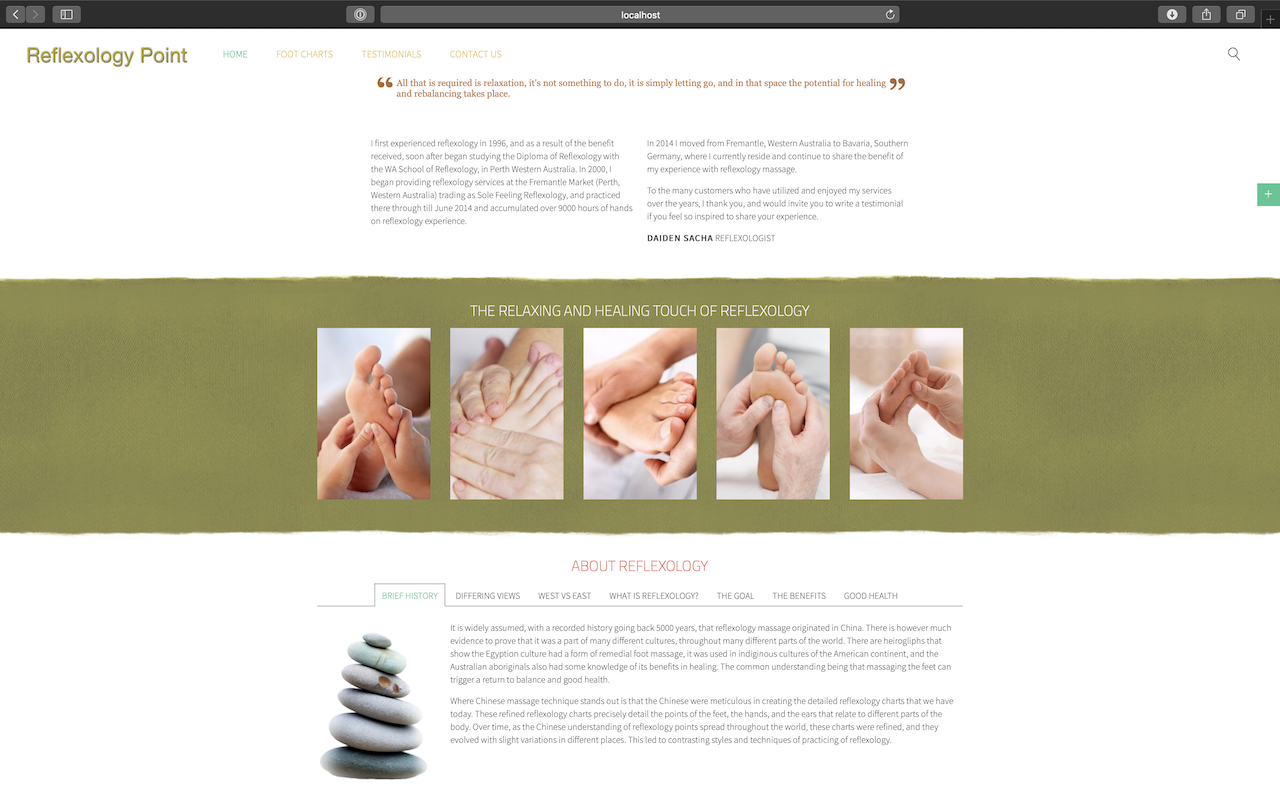 localhost
Reflexology Point
HOME
FOOT CHARTS
TESTIMONIALS
CONTACT US
“ All that is required is relaxation, it's not something to do, it is simply letting go, and in that space the potential for healing ”
and rebalancing takes place.
I first experienced reflexology in 1996, and as a result of the benefit
received, soon after began studying the Diploma of Reflexology with
the WA School of Reflexology, in Perth Western Australia. In 2000, I
began providing reflexology services at the Fremantle Market (Perth,
Western Australia) trading as Sole Feeling Reflexology, and practiced
there through till June 2014 and accumulated over 9000 hours of hands
on reflexology experience.
In 2014 I moved from Fremantle, Western Australia to Bavaria, Southern
Germany, where I currently reside and continue to share the benefit of
my experience with reflexology massage.
To the many customers who have utilized and enjoyed my services
over the years, I thank you, and would invite you to write a testimonial
if you feel so inspired to share your experience.
DAIDEN SACHA REFLEXOLOGIST
THE RELAXING AND HEALING TOUCH OF REFLEXOLOGY
ABOUT REFLEXOLOGY
BRIEF HISTORY
DIFFERING VIEWS
WEST VS EAST
WHAT IS REFLEXOLOGY?
THE GOAL
THE BENEFITS
GOOD HEALTH
It is widely assumed, with a recorded history going back 5000 years, that reflexology massage originated in China. There is however much
evidence to prove that it was a part of many different cultures, throughout many different parts of the world. There are heirogliphs that
show the Egyption culture had a form of remedial foot massage, it was used in indiginous cultures of the American continent, and the
Australian aboriginals also had some knowledge of its benefits in healing. The common understanding being that massaging the feet can
trigger a return to balance and good health.
Where Chinese massage technique stands out is that the Chinese were meticulous in creating the detailed reflexology charts that we have
today. These refined reflexology charts precisely detail the points of the feet, the hands, and the ears that relate to different parts of the
body. Over time, as the Chinese understanding of reflexology points spread throughout the world, these charts were refined, and they
evolved with slight variations in different places. This led to contrasting styles and techniques of practicing of reflexology.